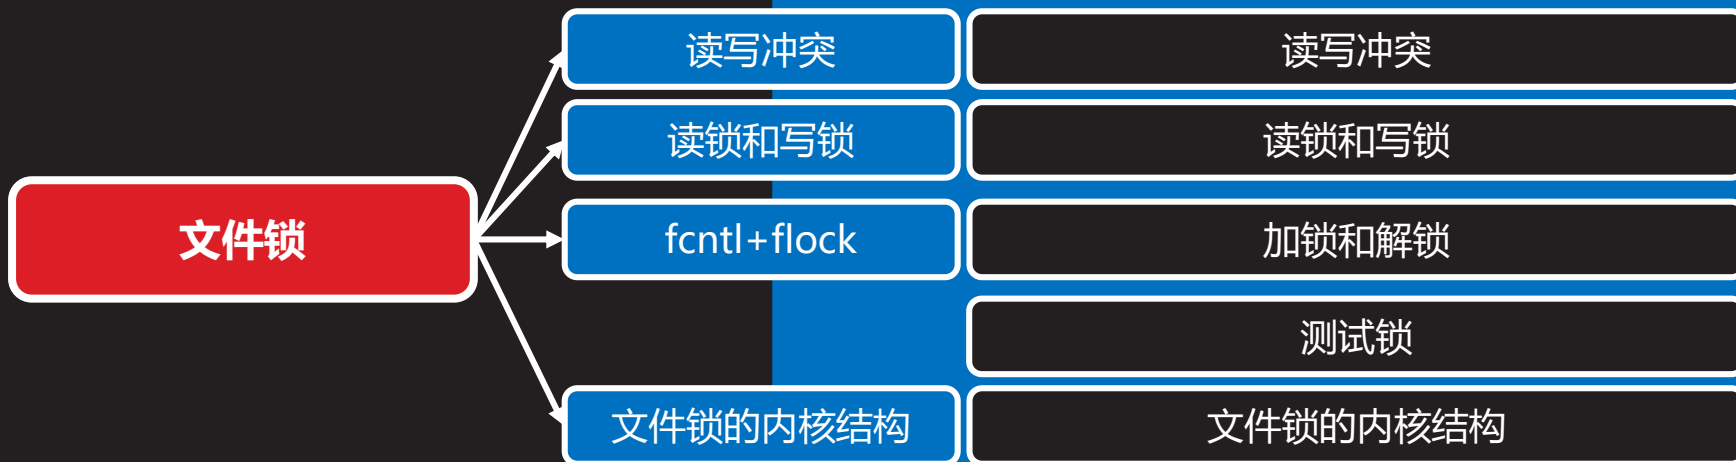 文件锁
读写冲突
读写冲突
读锁和写锁
读锁和写锁
fcntl+flock
加锁和解锁
测试锁
文件锁的内核结构
文件锁的内核结构